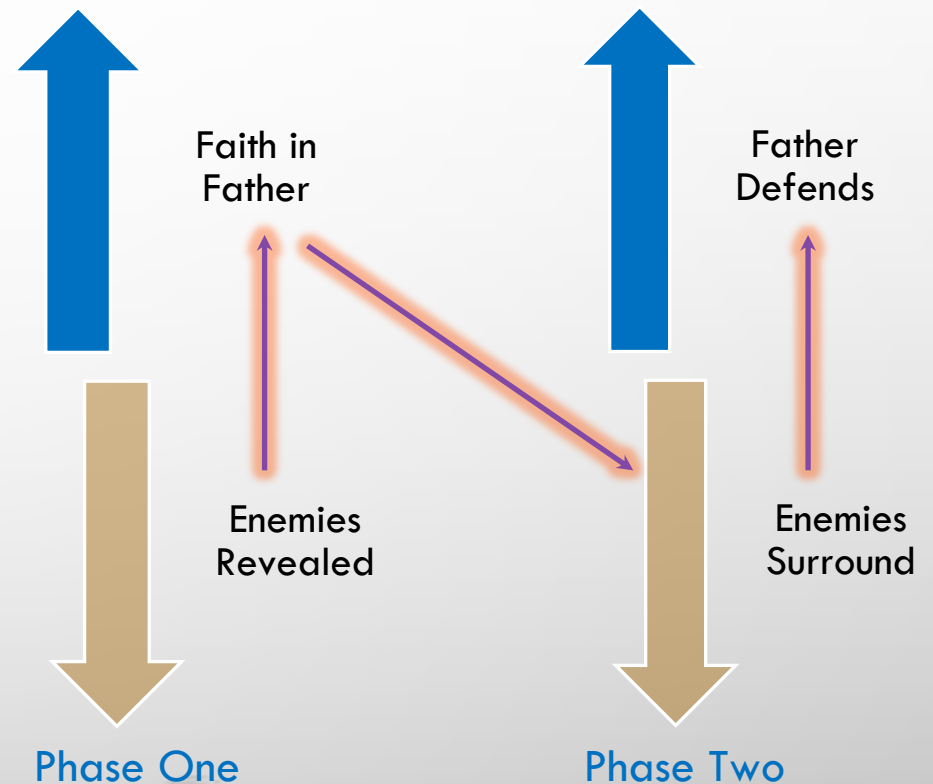 Faith in
Father
Father
Defends
Enemies
Revealed
Enemies
Surround
Phase One
Phase Two